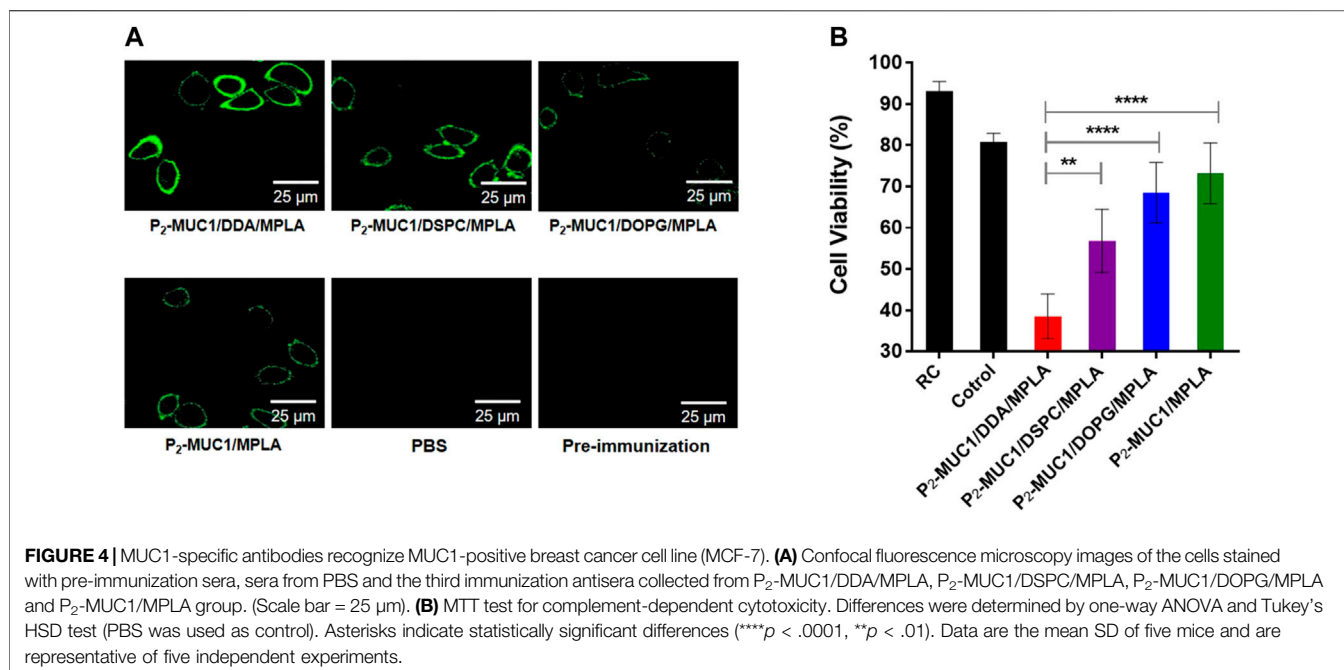 A
25 μm
25 μm
25 μm
P₂-MUC1/DDA/MPLA
P₂-MUC1/DSPC/MPLA
P₂-MUC1/DOPG/MPLA
25 μm
25 μm
25 μm
P₂-MUC1/MPLA
PBS
Pre-immunization
B
Cell Viability (%)
100
90
80
70
60
50
40
30
****
****
**
RC
Cotrol
P₂-MUC1/DDA/MPLA
P₂-MUC1/DSPC/MPLA
P₂-MUC1/DOPG/MPLA
P₂-MUC1/MPLA
FIGURE 4 | MUC1-specific antibodies recognize MUC1-positive breast cancer cell line (MCF-7). (A) Confocal fluorescence microscopy images of the cells stained
with pre-immunization sera, sera from PBS and the third immunization antisera collected from P₂-MUC1/DDA/MPLA, P₂-MUC1/DSPC/MPLA, P₂-MUC1/DOPG/MPLA
and P₂-MUC1/MPLA group. (Scale bar = 25 μm). (B) MTT test for complement-dependent cytotoxicity. Differences were determined by one-way ANOVA and Tukey's
HSD test (PBS was used as control). Asterisks indicate statistically significant differences (****p < .0001, **p < .01). Data are the mean SD of five mice and are
representative of five independent experiments.